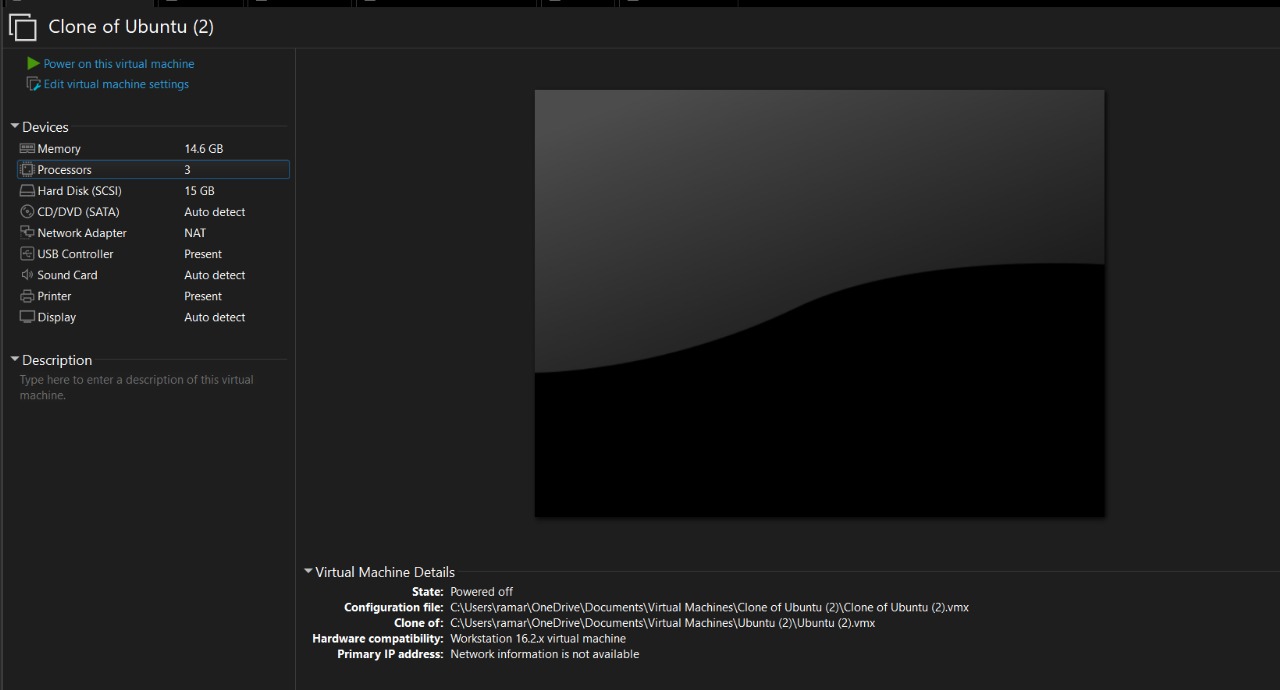 Clone of Ubuntu (2)
Power on this virtual machine
Edit virtual machine settings
Devices
Memory 14.6 GB
Processors 3
Hard Disk (SCSI) 15 GB
CD/DVD (SATA) Auto detect
Network Adapter NAT
USB Controller Present
Sound Card Auto detect
Printer Present
Display Auto detect
Description
Type here to enter a description of this virtual
machine.
Virtual Machine Details
State: Powered off
Configuration file: C:\Users\ramar\OneDrive\Documents\Virtual Machines\Clone of Ubuntu (2)\Clone of Ubuntu (2).vmx
Clone of: C:\Users\ramar\OneDrive\Documents\Virtual Machines\Ubuntu (2)\Ubuntu (2).vmx
Hardware compatibility: Workstation 16.2.x virtual machine
Primary IP address: Network information is not available